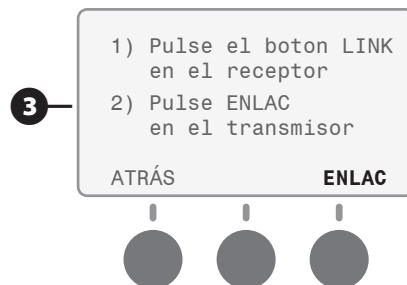 1) Pulse el boton LINK
en el receptor
3
2) Pulse ENLAC
en el transmisor
ATRÁS ENLAC